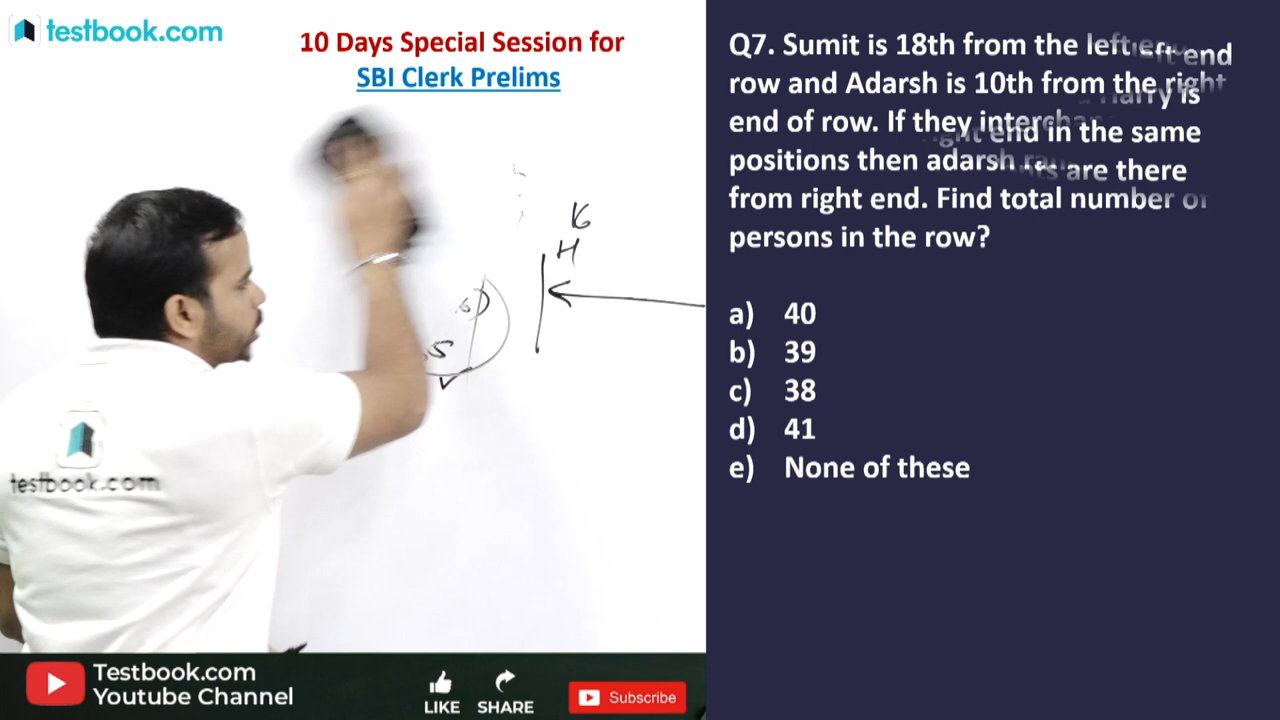 testbook.com
10 Days Special Session for
SBI Clerk Prelims
Q7. Sumit is 18th from the left end
row and Adarsh is 10th from the right
end of row. If they
positions then adarsh
from right end. Find total number of
persons in the row?
in the same
are there
a) 40
b) 39
c) 38
d) 41
e) None of these
H
testbook.com
Testbook.com
Youtube Channel
LIKE
SHARE
Subscribe